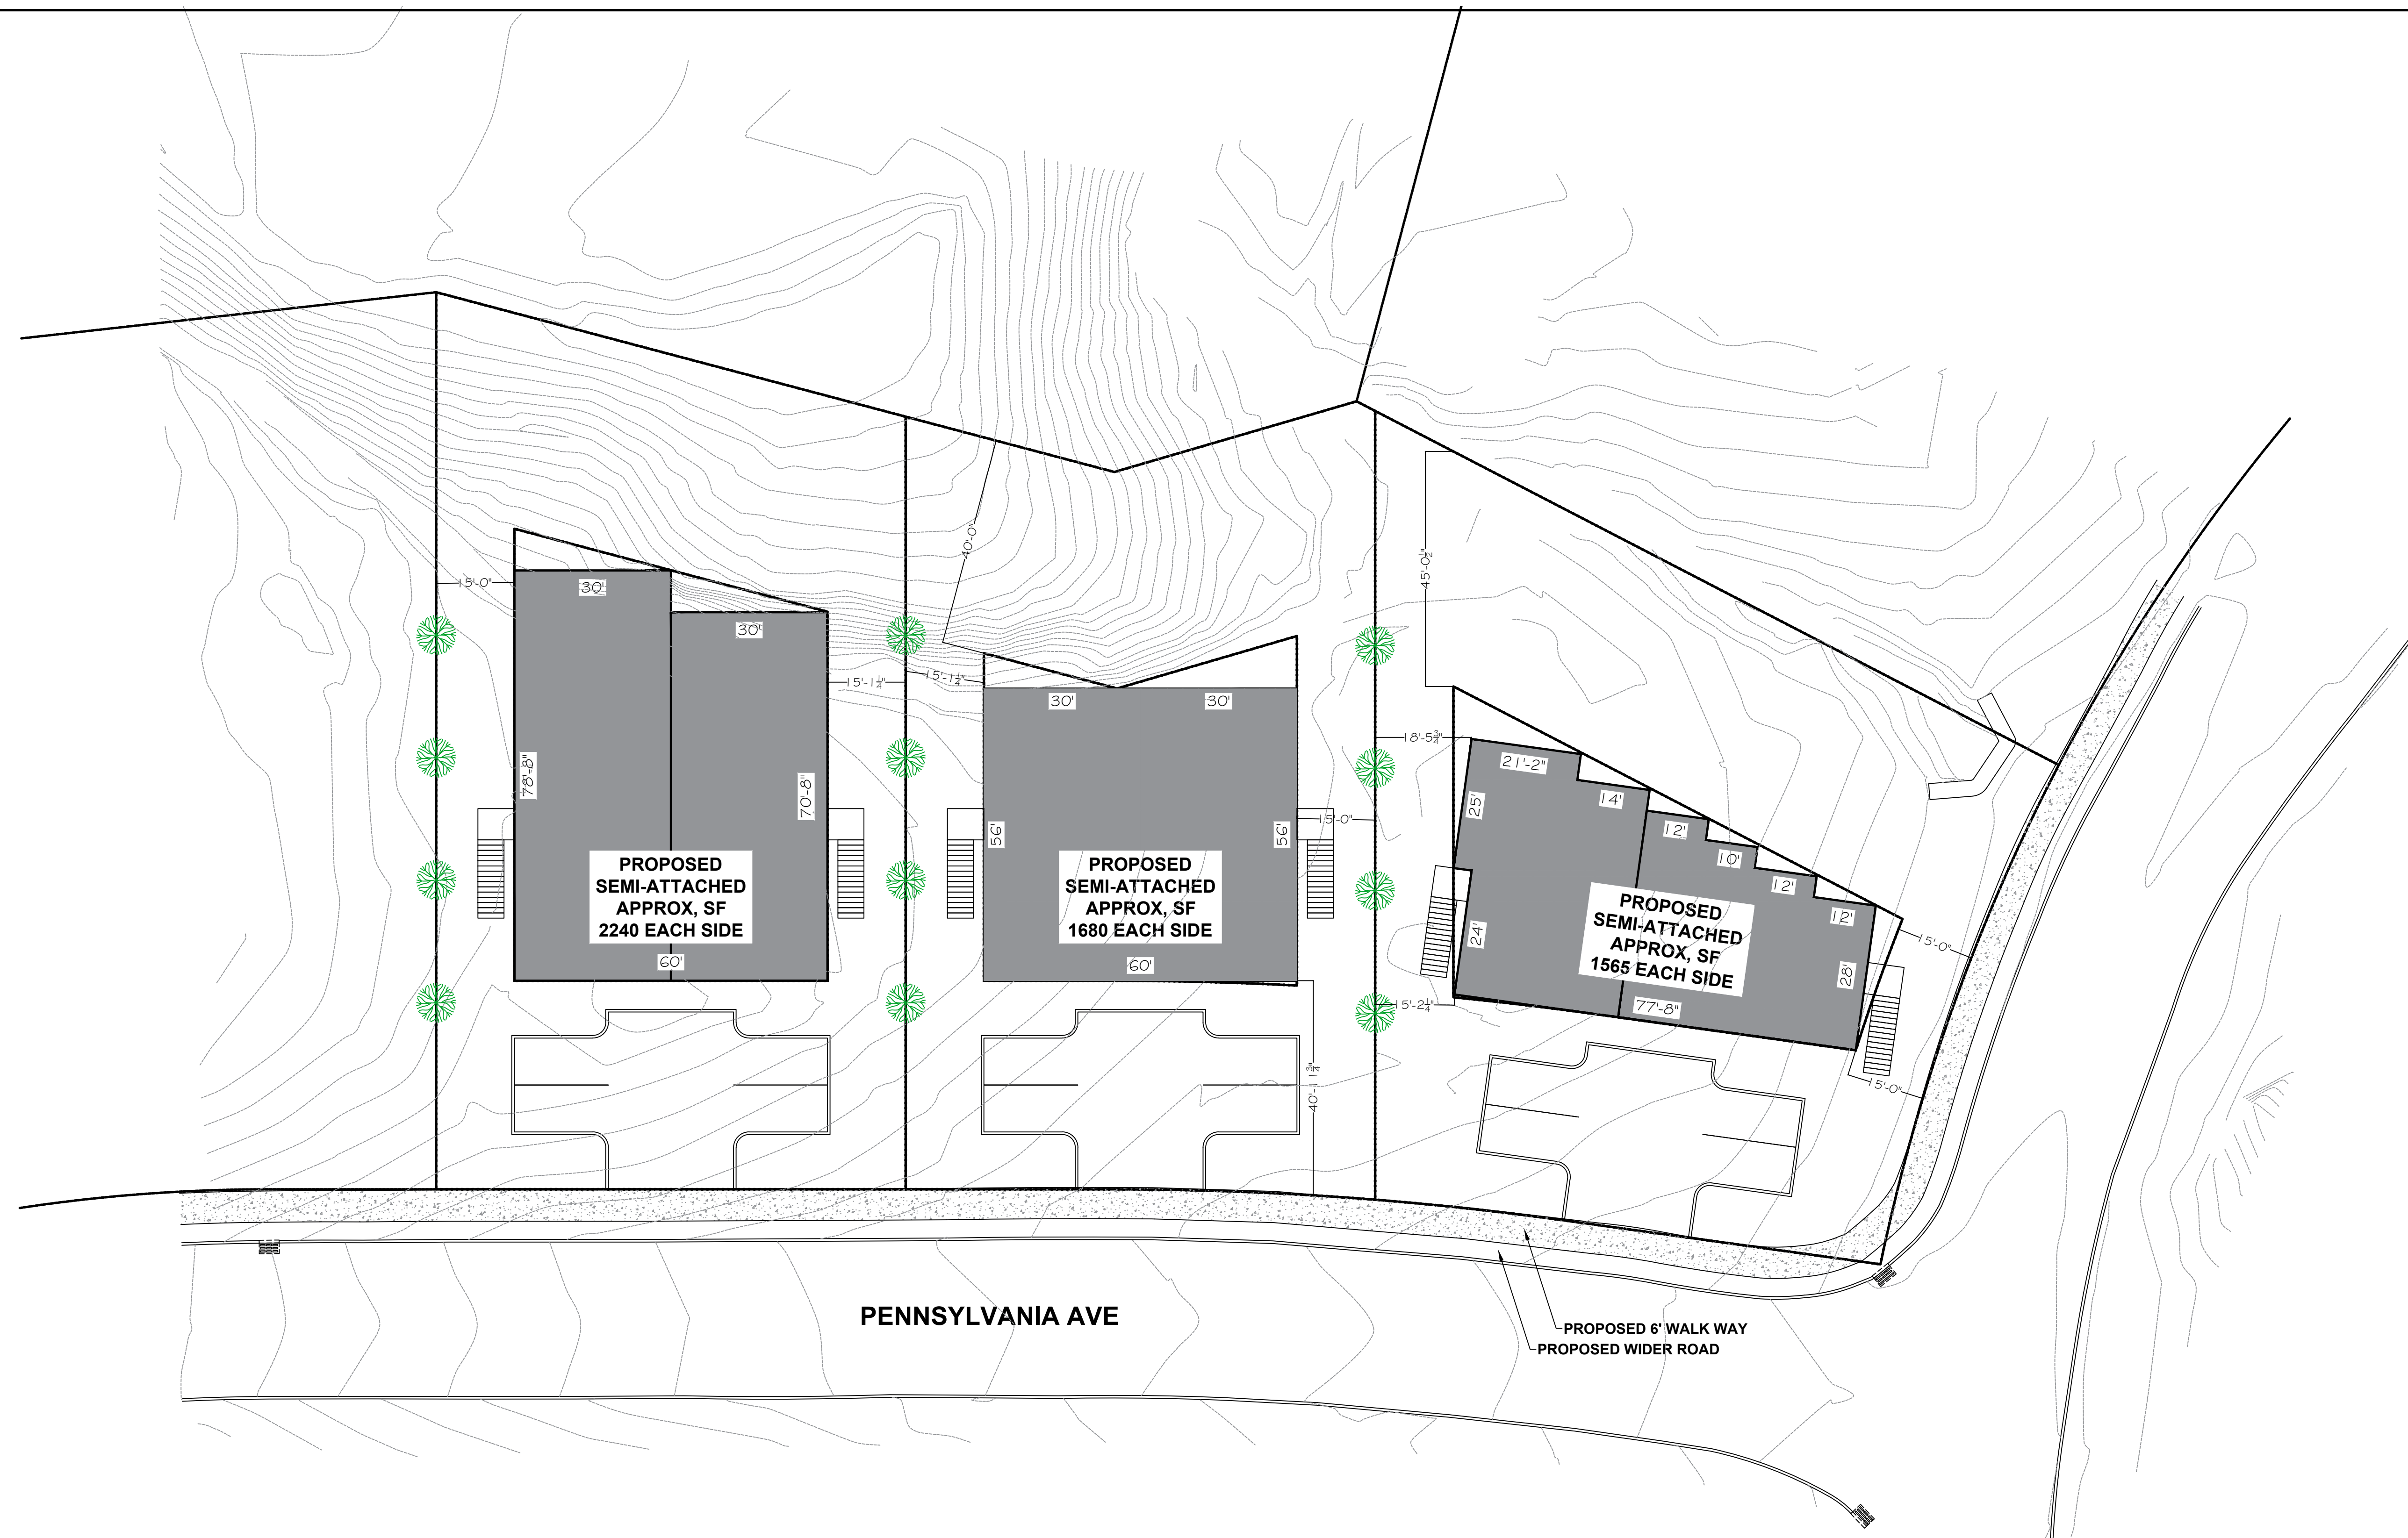 40'-0"
45'-0½"
15'-0"
30'
30'
15'-1¼"
15'-1¼"
30'
30'
18'-5¾"
78'-8"
70'-8"
56'
56'
15'-0"
21'-2"
25'
14'
12'
10'
12'
12'
PROPOSED
SEMI-ATTACHED
APPROX, SF
2240 EACH SIDE
60'
PROPOSED
SEMI-ATTACHED
APPROX, SF
1680 EACH SIDE
60'
PROPOSED
SEMI-ATTACHED
APPROX, SF
1565 EACH SIDE
24'
28'
77'-8"
15'-0"
15'-2¼"
40'-11¾"
15'-0"
PENNSYLVANIA AVE
PROPOSED 6' WALK WAY
PROPOSED WIDER ROAD